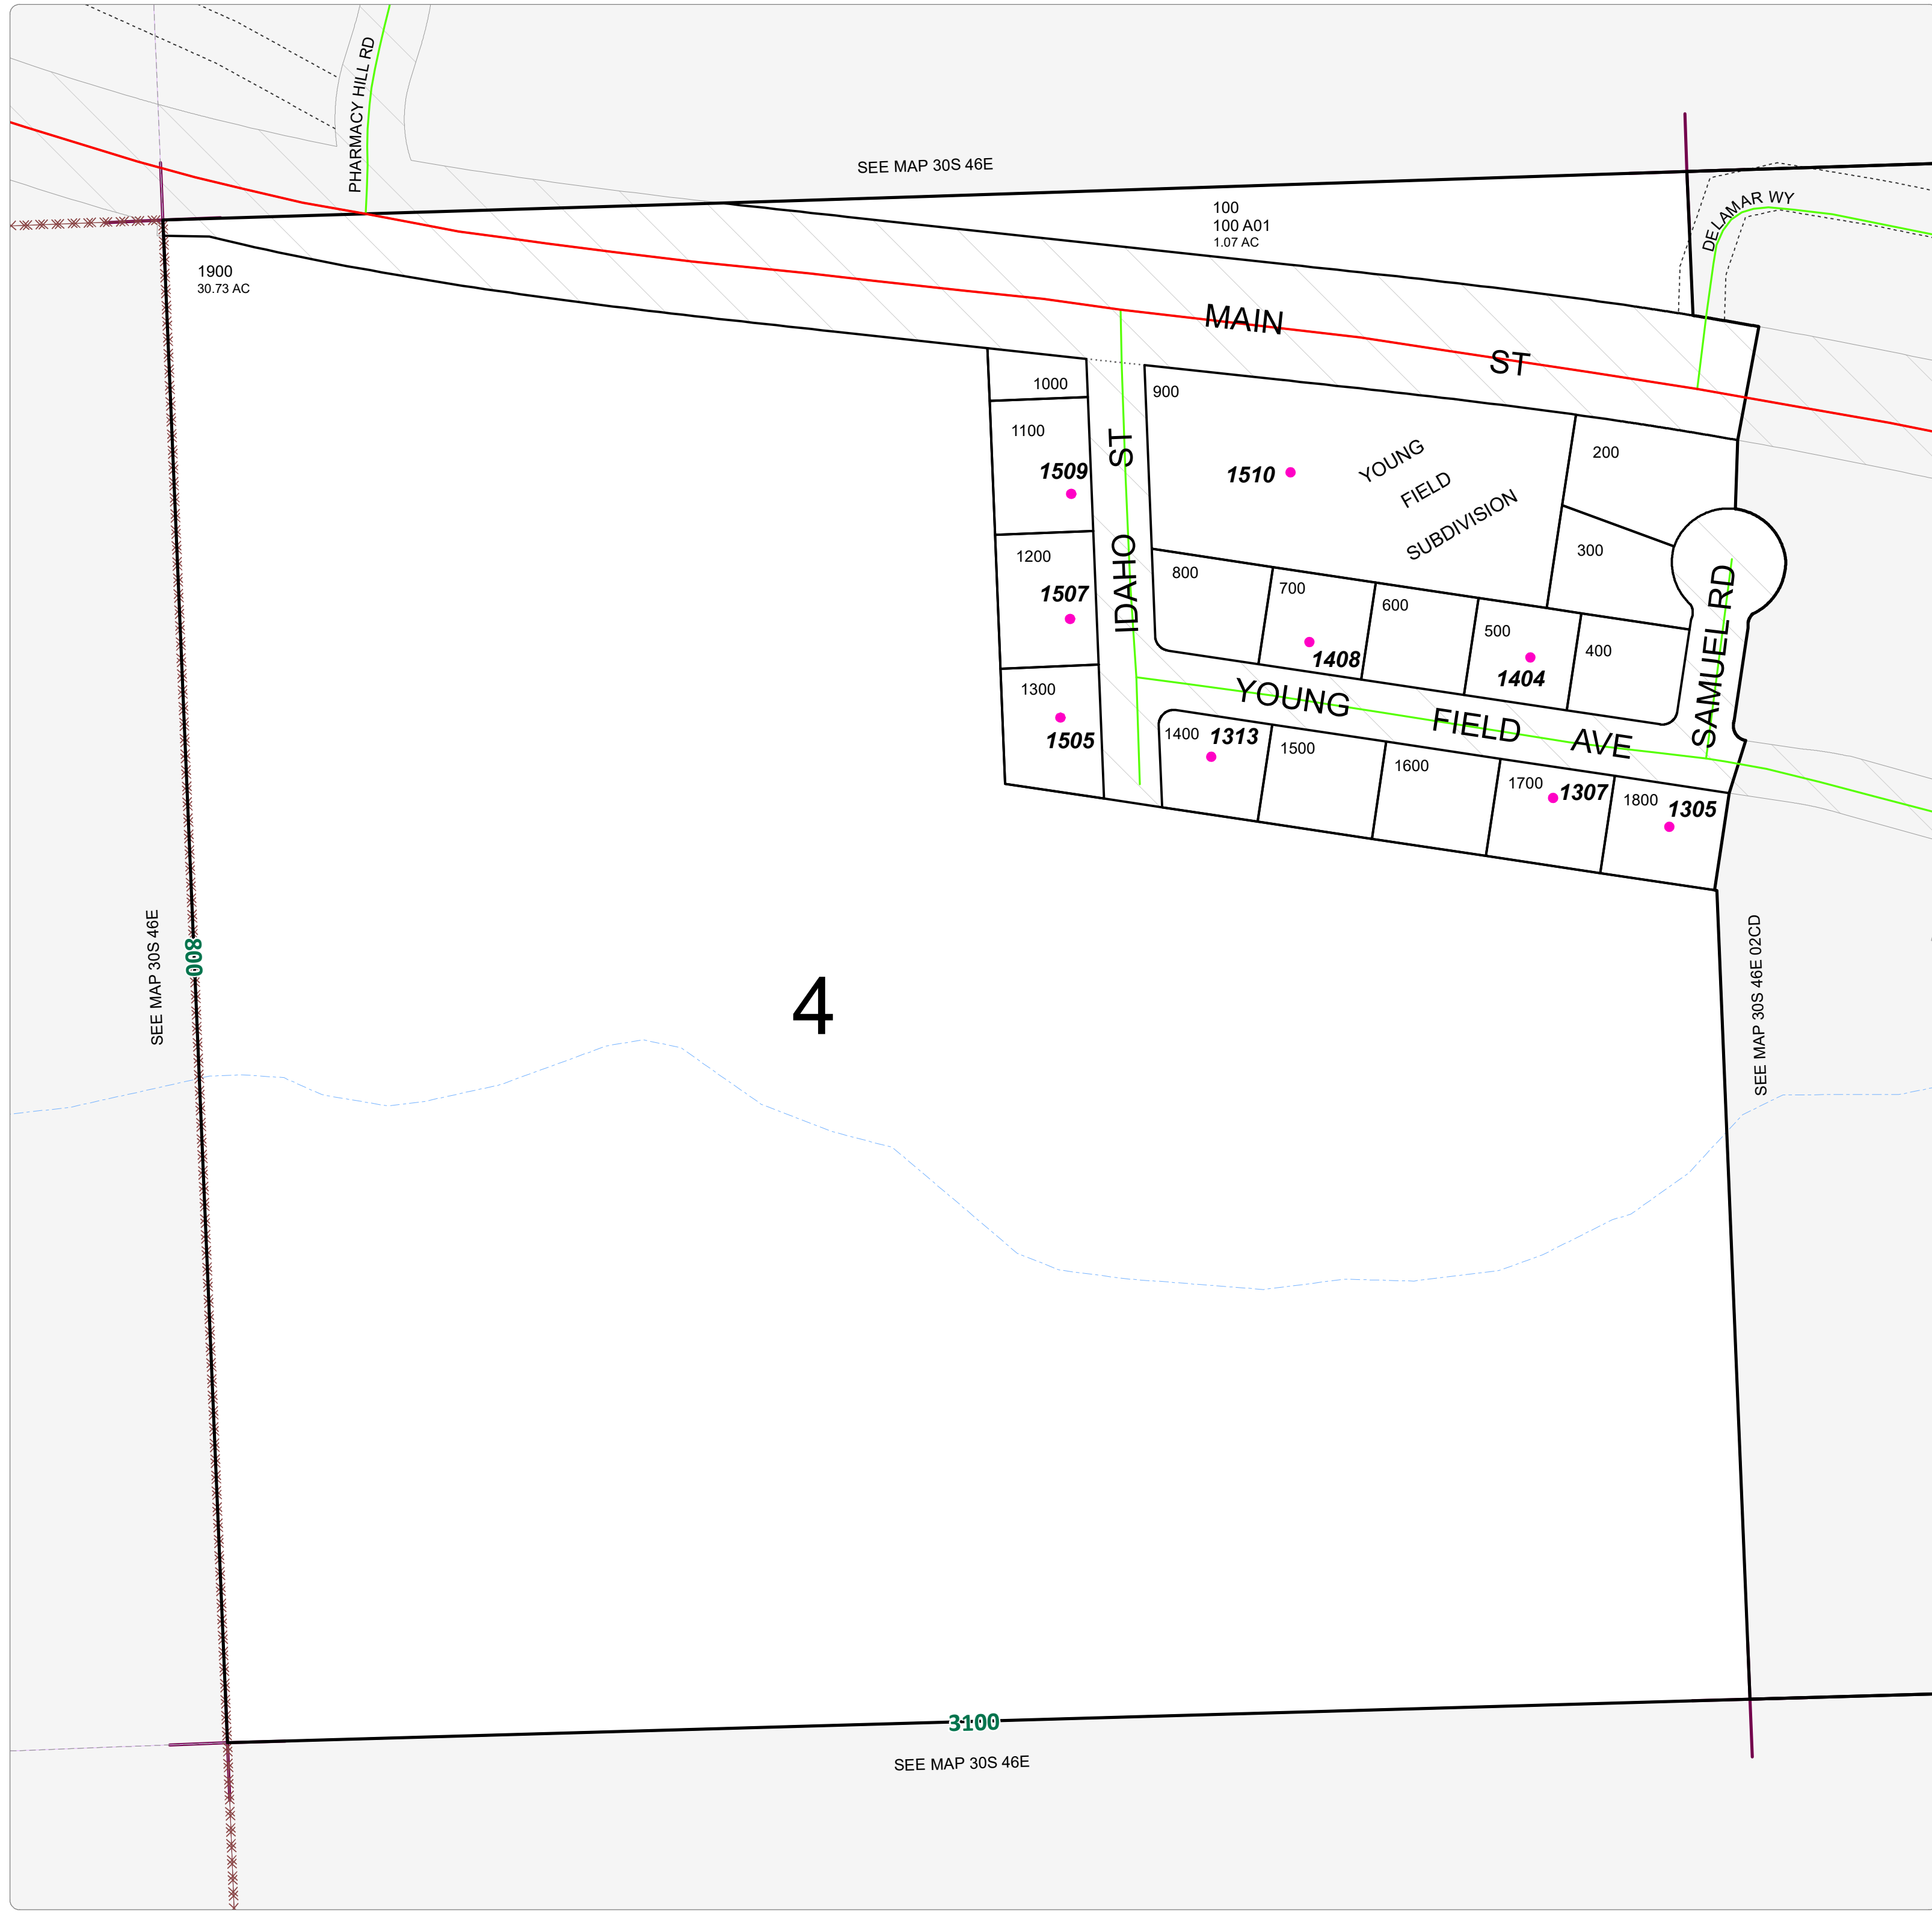 PHARMACY HILL RD
SEE MAP 30S 46E
DELAMAR WY
100
100 A01
1.07 AC
1900
30.73 AC
MAIN
ST
1000
900
1100
1509
IDAHO ST
1510
YOUNG
FIELD
SUBDIVISION
200
300
1200
1507
800
700
1408
600
500
1404
400
SAMUEL RD
1300
1505
YOUNG
FIELD
AVE
1400
1313
1500
1600
1700
1307
1800
1305
SEE MAP 30S 46E
800
4
SEE MAP 30S 46E 02CD
3100
SEE MAP 30S 46E